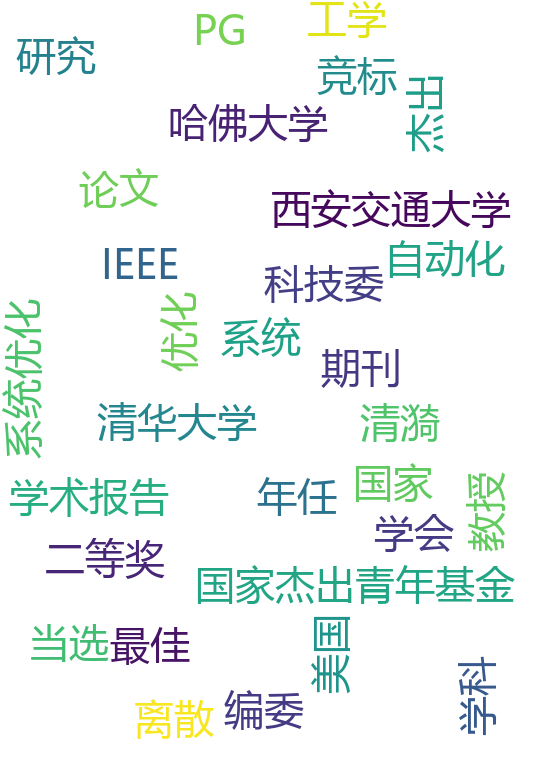 工学
PG
研究
竞标
杰出
哈佛大学
论文
西安交通大学
自动化
IEEE
科技委
优化
系统
系统优化
期刊
清华大学
清漪
学术报告
年任
国家
教授
学会
二等奖
国家杰出青年基金
当选
最佳
美国
学科
离散
编委